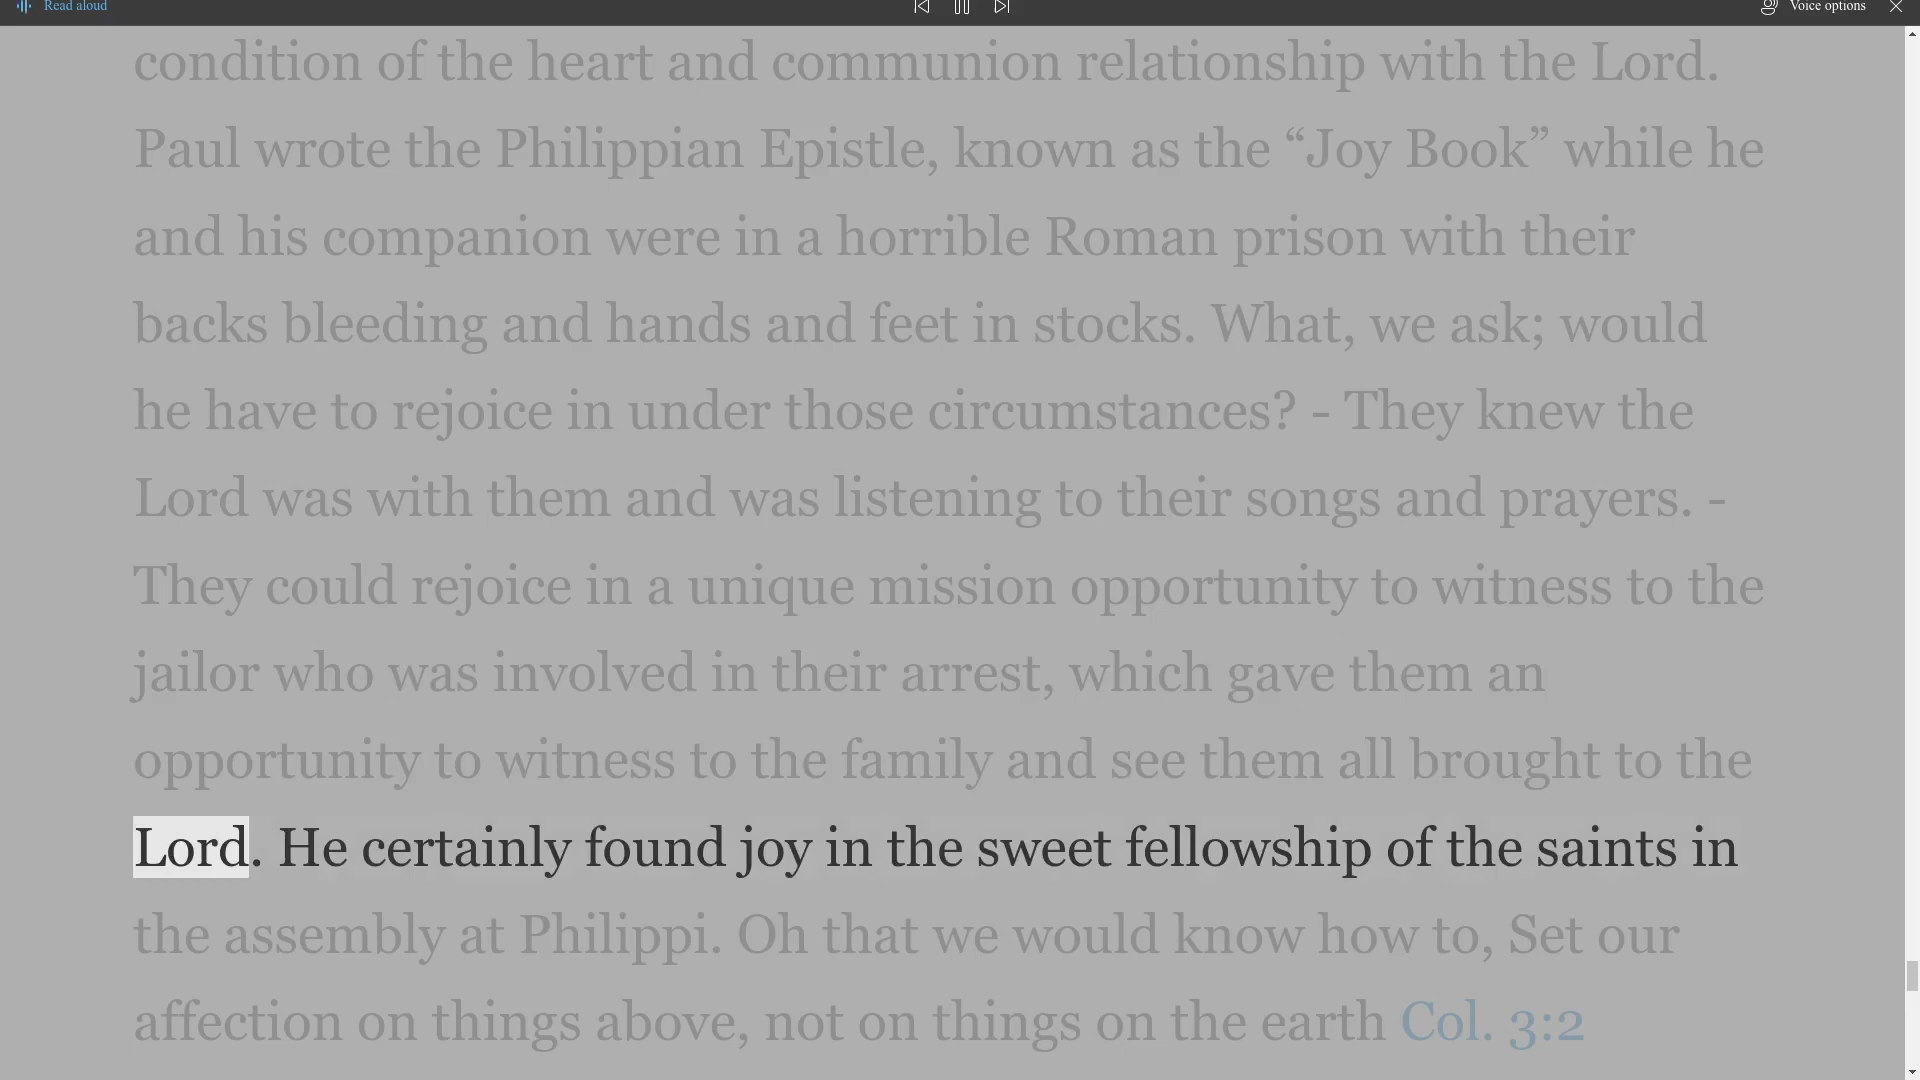 Read aloud
Voice options
condition of the heart and communion relationship with the Lord.
Paul wrote the Philippian Epistle, known as the “Joy Book” while he
and his companion were in a horrible Roman prison with their
backs bleeding and hands and feet in stocks. What, we ask; would
he have to rejoice in under those circumstances? - They knew the
Lord was with them and was listening to their songs and prayers. -
They could rejoice in a unique mission opportunity to witness to the
jailor who was involved in their arrest, which gave them an
opportunity to witness to the family and see them all brought to the
Lord. He certainly found joy in the sweet fellowship of the saints in
the assembly at Philippi. Oh that we would know how to, Set our
affection on things above, not on things on the earth Col. 3:2